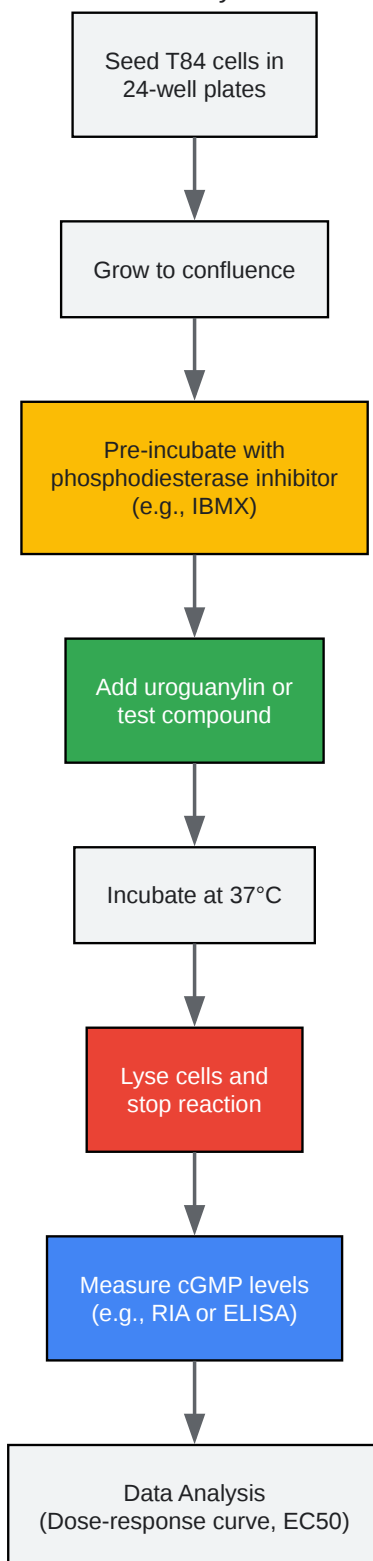 Seed T84 cells in
24-well plates
Grow to confluence
Pre-incubate with
phosphodiesterase inhibitor
(e.g., IBMX)
Add uroguanylin or
test compound
Incubate at 37°C
Lyse cells and
stop reaction
Measure cGMP levels
(e.g., RIA or ELISA)
Data Analysis
(Dose-response curve, EC50)